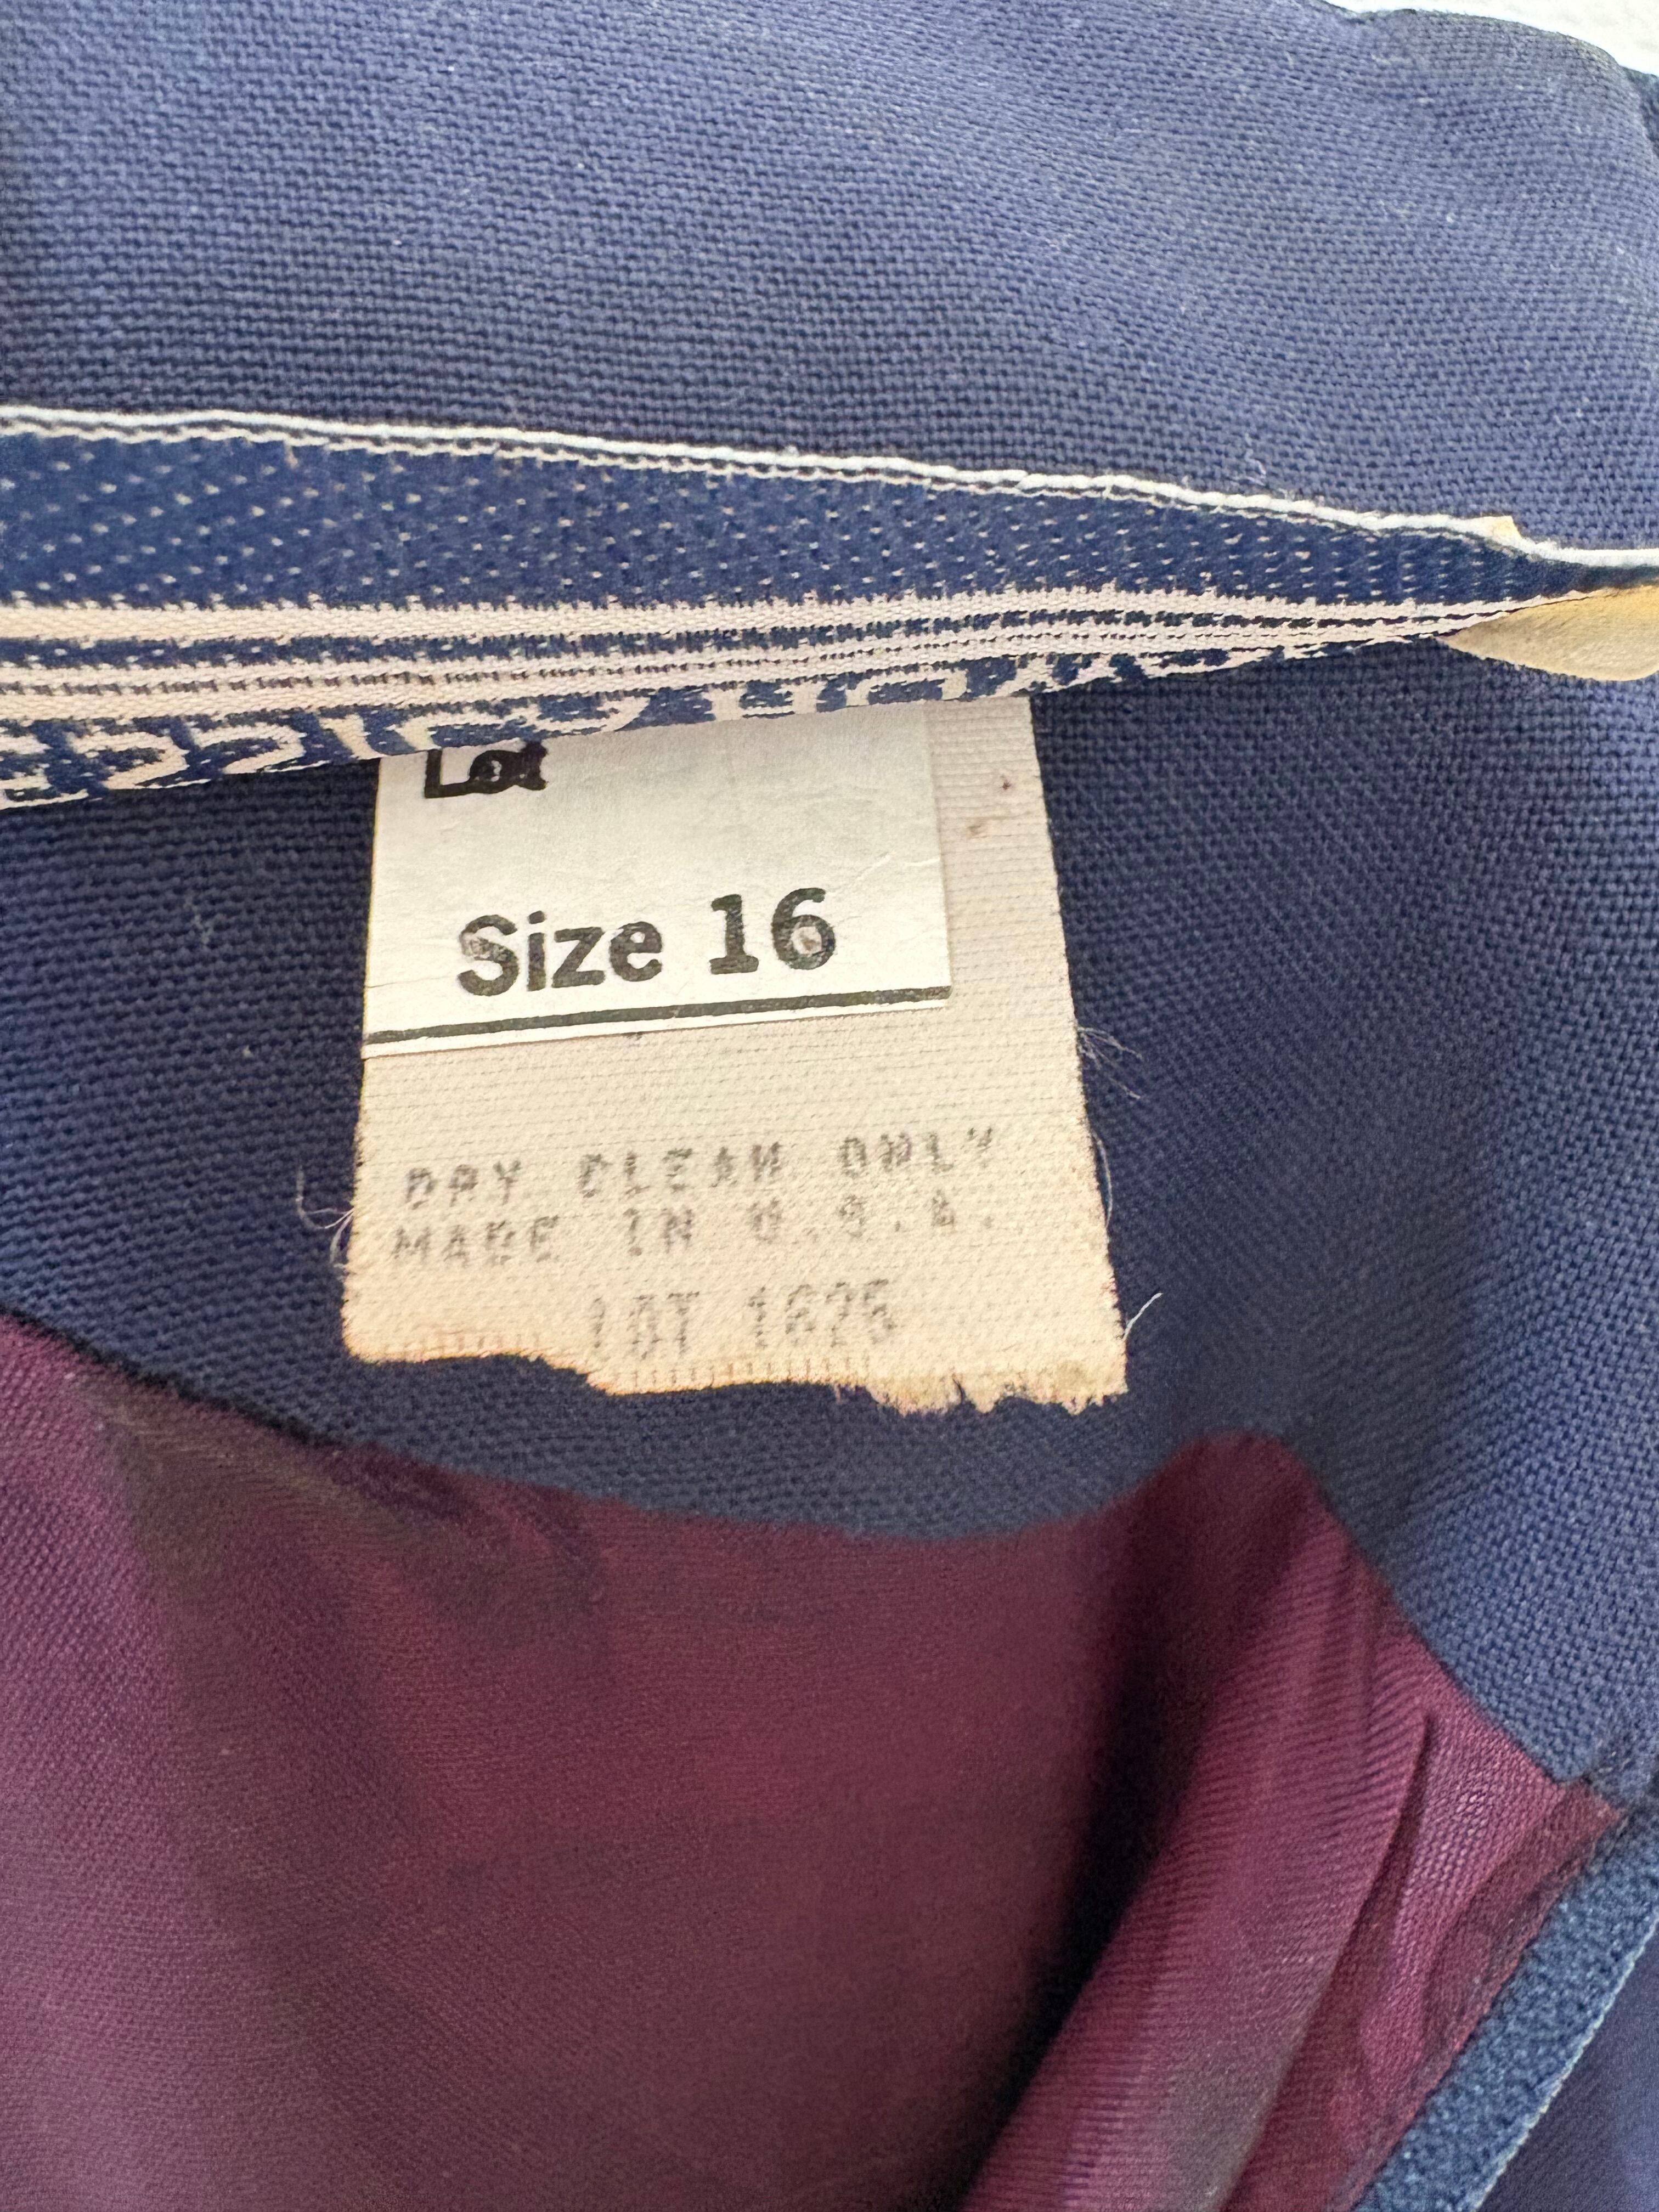 Size 16
DRY CLEAN ONLY
MADE IN U.S.A.
LOT 1625